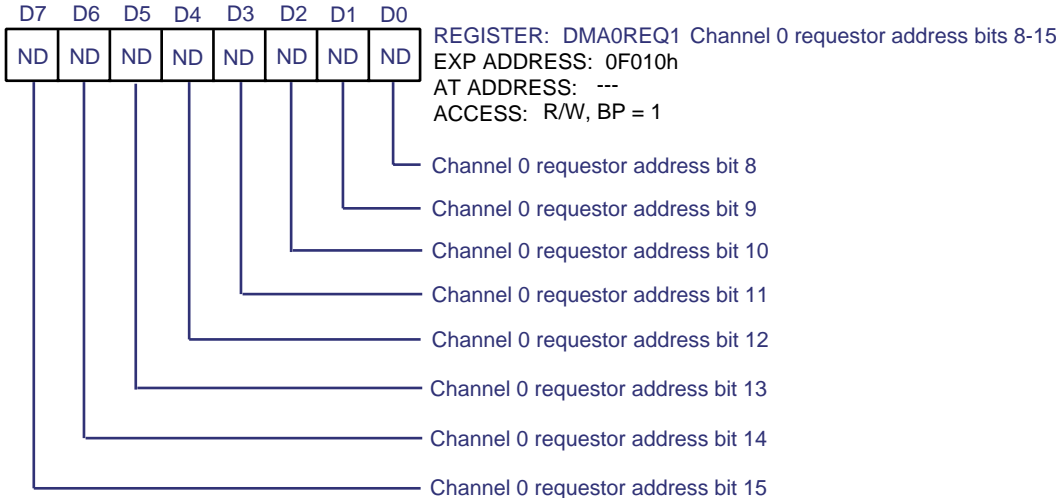 D7 D6 D5 D4 D3 D2 D1 D0
ND ND ND ND ND ND ND ND
REGISTER: DMA0REQ1 Channel 0 requestor address bits 8-15
EXP ADDRESS: 0F010h
AT ADDRESS: ---
ACCESS: R/W, BP = 1
Channel 0 requestor address bit 8
Channel 0 requestor address bit 9
Channel 0 requestor address bit 10
Channel 0 requestor address bit 11
Channel 0 requestor address bit 12
Channel 0 requestor address bit 13
Channel 0 requestor address bit 14
Channel 0 requestor address bit 15